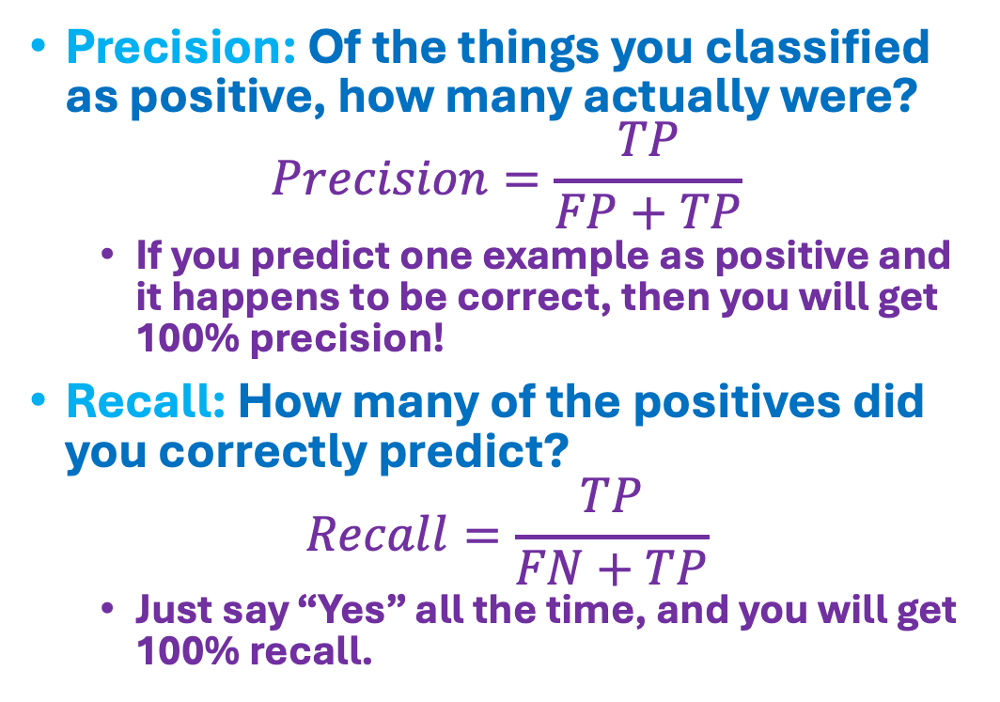 • Precision: Of the things you classified
as positive, how many actually were?
Precision = TP / (FP + TP)
• If you predict one example as positive and
it happens to be correct, then you will get
100% precision!
• Recall: How many of the positives did
you correctly predict?
Recall = TP / (FN + TP)
• Just say “Yes” all the time, and you will get
100% recall.